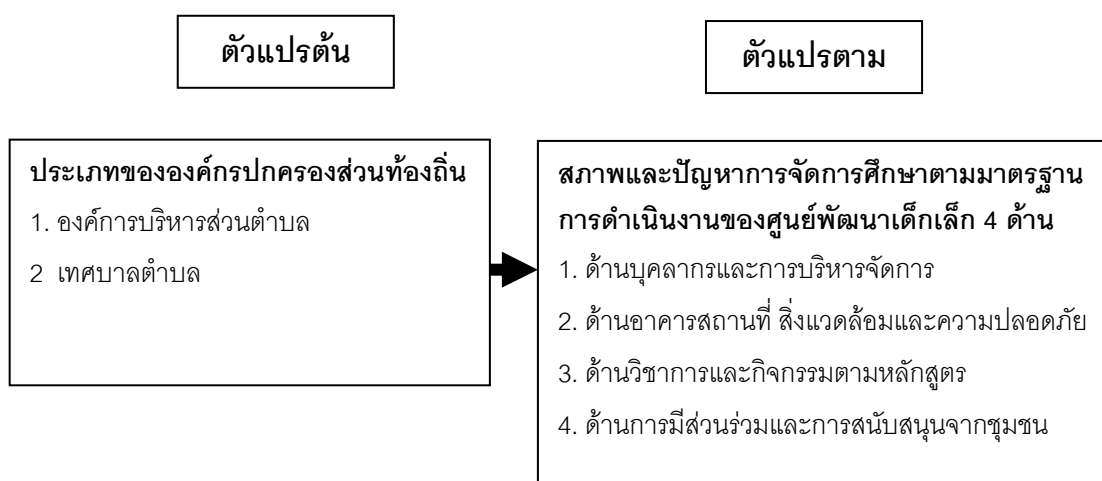 ตัวแปรต้น
ตัวแปรตาม
ประเภทขององค์กรปกครองส่วนท้องถิ่น
1. องค์การบริหารส่วนตำบล
2 เทศบาลตำบล
สภาพและปัญหาการจัดการศึกษาตามมาตรฐาน
การดำเนินงานของศูนย์พัฒนาเด็กเล็ก 4 ด้าน
1. ด้านบุคลากรและการบริหารจัดการ
2. ด้านอาคารสถานที่ สิ่งแวดล้อมและความปลอดภัย
3. ด้านวิชาการและกิจกรรมตามหลักสูตร
4. ด้านการมีส่วนร่วมและการสนับสนุนจากชุมชน